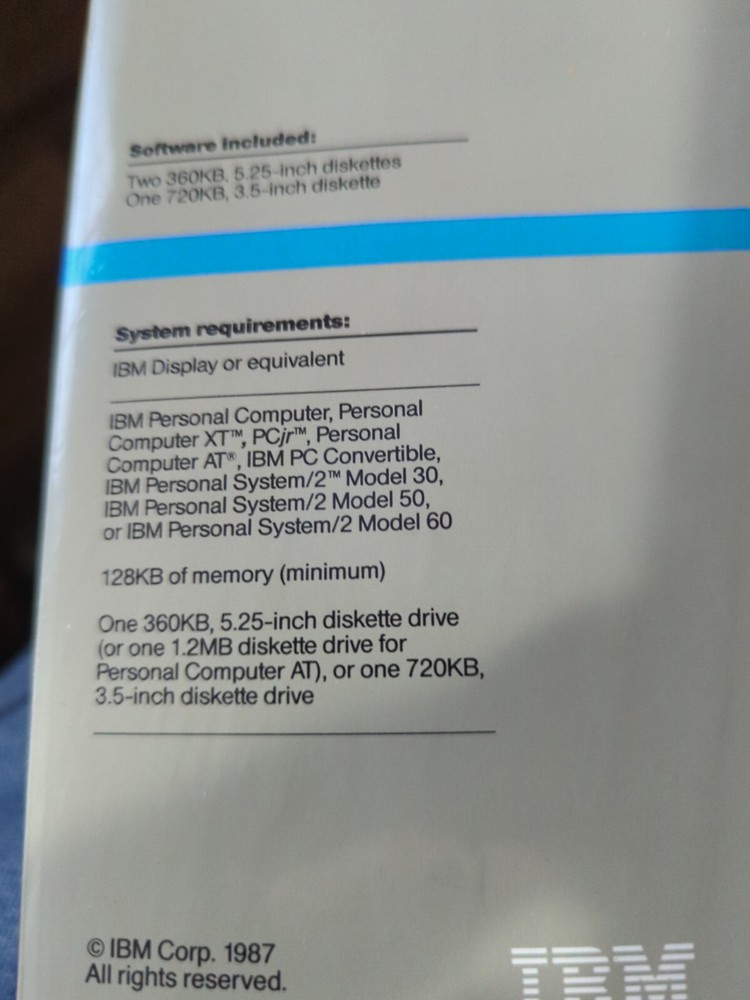 Software included:
Two 360KB, 5.25-inch diskettes
One 720KB, 3.5-inch diskette
System requirements:
IBM Display or equivalent
IBM Personal Computer, Personal
Computer XT™, PCjr™, Personal
Computer AT®, IBM PC Convertible,
IBM Personal System/2™ Model 30,
IBM Personal System/2 Model 50,
or IBM Personal System/2 Model 60
128KB of memory (minimum)
One 360KB, 5.25-inch diskette drive
(or one 1.2MB diskette drive for
Personal Computer AT), or one 720KB,
3.5-inch diskette drive
© IBM Corp. 1987
All rights reserved.
IBM